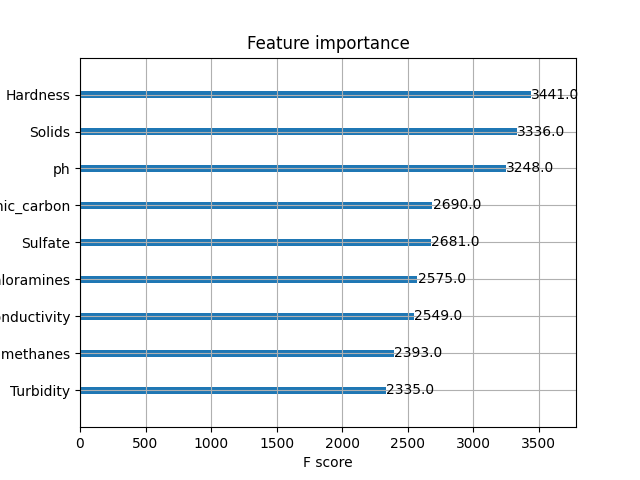 Feature importance
Hardness 3441.0
Solids 3336.0
ph 3248.0
nic_carbon 2690.0
Sulfate 2681.0
loramines 2575.0
onductivity 2549.0
methanes 2393.0
Turbidity 2335.0
0 500 1000 1500 2000 2500 3000 3500
F score